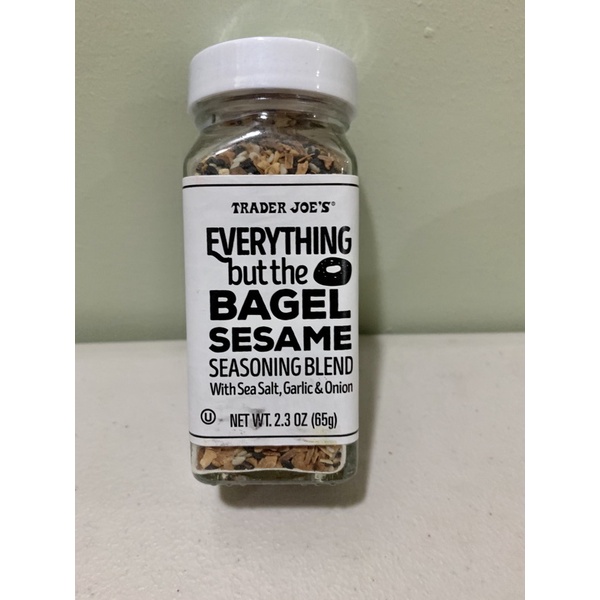 TRADER JOE'S®
EVERYTHING
but the
BAGEL
SESAME
SEASONING BLEND
With Sea Salt, Garlic & Onion
U NET WT. 2.3 OZ (65g)